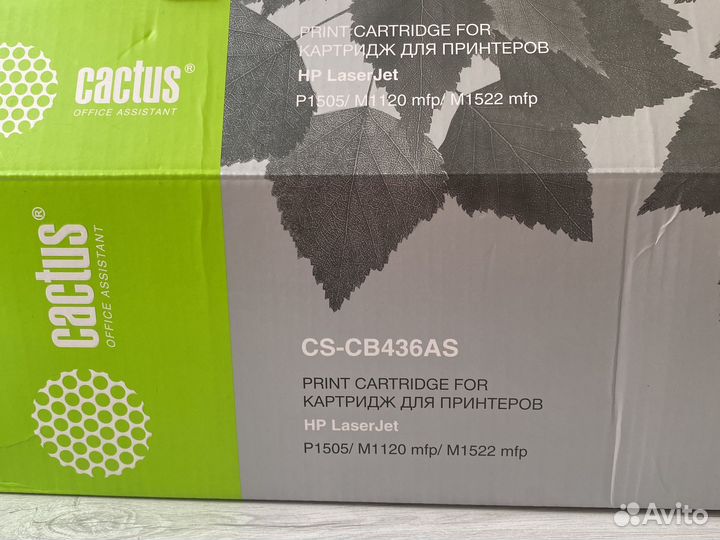 cactus®
OFFICE ASSISTANT
PRINT CARTRIDGE FOR
КАРТРИДЖ ДЛЯ ПРИНТЕРОВ
HP LaserJet
P1505/ M1120 mfp/ M1522 mfp
cactus®
OFFICE ASSISTANT
CS-CB436AS
PRINT CARTRIDGE FOR
КАРТРИДЖ ДЛЯ ПРИНТЕРОВ
HP LaserJet
P1505/ M1120 mfp/ M1522 mfp
Avito